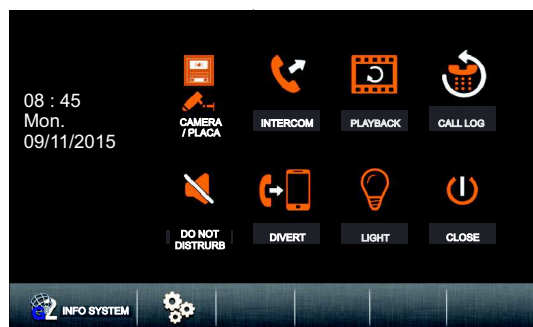 08 : 45
Mon.
09/11/2015
CAMERA
/ PLACA
INTERCOM
PLAYBACK
CALL LOG
DO NOT
DISTRURB
DIVERT
LIGHT
CLOSE
2 INFO SYSTEM